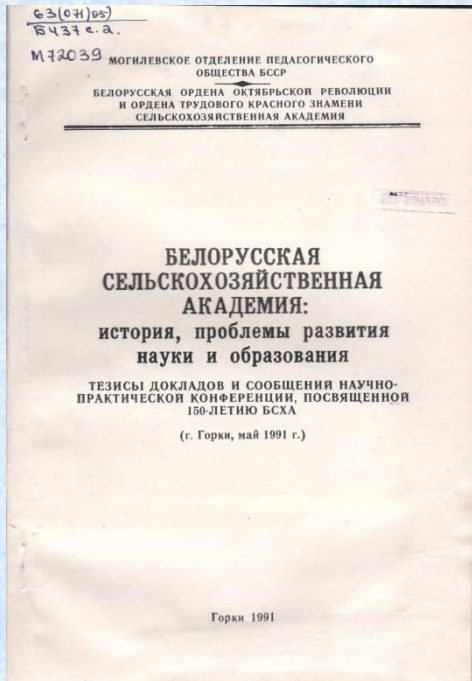 63(071)(05)
Б437 с. 2.
М72039
МОГИЛЕВСКОЕ ОТДЕЛЕНИЕ ПЕДАГОГИЧЕСКОГО
ОБЩЕСТВА БССР
БЕЛОРУССКАЯ ОРДЕНА ОКТЯБРЬСКОЙ РЕВОЛЮЦИИ
И ОРДЕНА ТРУДОВОГО КРАСНОГО ЗНАМЕНИ
СЕЛЬСКОХОЗЯЙСТВЕННАЯ АКАДЕМИЯ
БЕЛОРУССКАЯ
СЕЛЬСКОХОЗЯЙСТВЕННАЯ
АКАДЕМИЯ:
история, проблемы развития
науки и образования
ТЕЗИСЫ ДОКЛАДОВ И СООБЩЕНИЙ НАУЧНО-
ПРАКТИЧЕСКОЙ КОНФЕРЕНЦИИ, ПОСВЯЩЕННОЙ
150-ЛЕТИЮ БСХА
(г. Горки, май 1991 г.)
Горки 1991